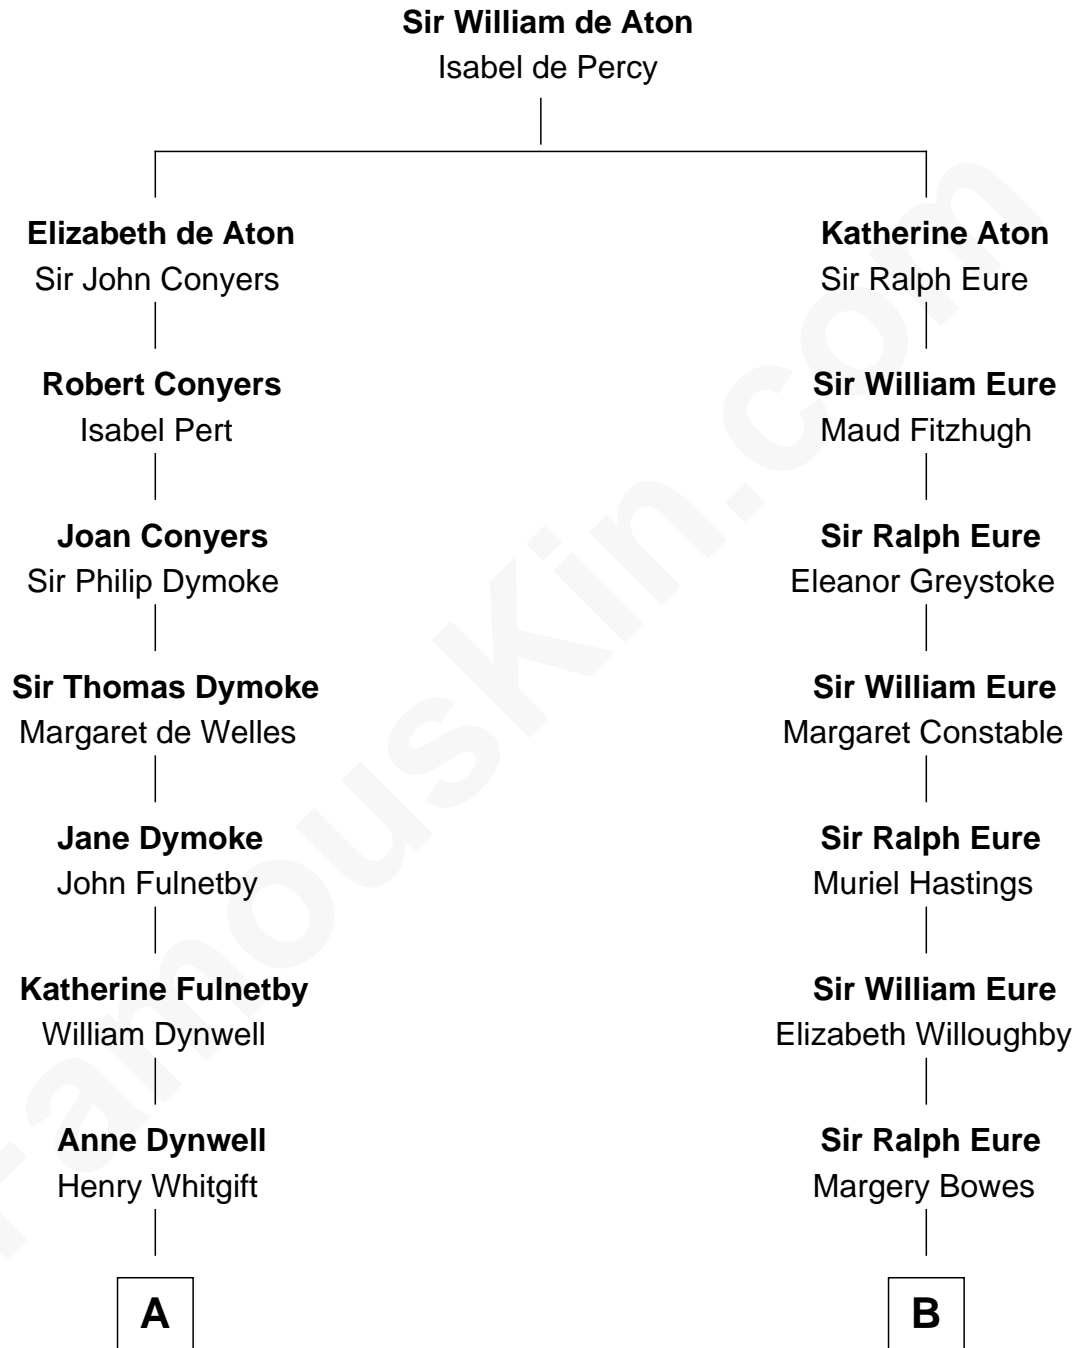 Sir William de Aton
Isabel de Percy
Elizabeth de Aton
Sir John Conyers
Robert Conyers
Isabel Pert
Joan Conyers
Sir Philip Dymoke
Sir Thomas Dymoke
Margaret de Welles
Jane Dymoke
John Fulnetby
Katherine Fulnetby
William Dynwell
Anne Dynwell
Henry Whitgift
A
Katherine Aton
Sir Ralph Eure
Sir William Eure
Maud Fitzhugh
Sir Ralph Eure
Eleanor Greystoke
Sir William Eure
Margaret Constable
Sir Ralph Eure
Muriel Hastings
Sir William Eure
Elizabeth Willoughby
Sir Ralph Eure
Margery Bowes
B
FamousKin.com